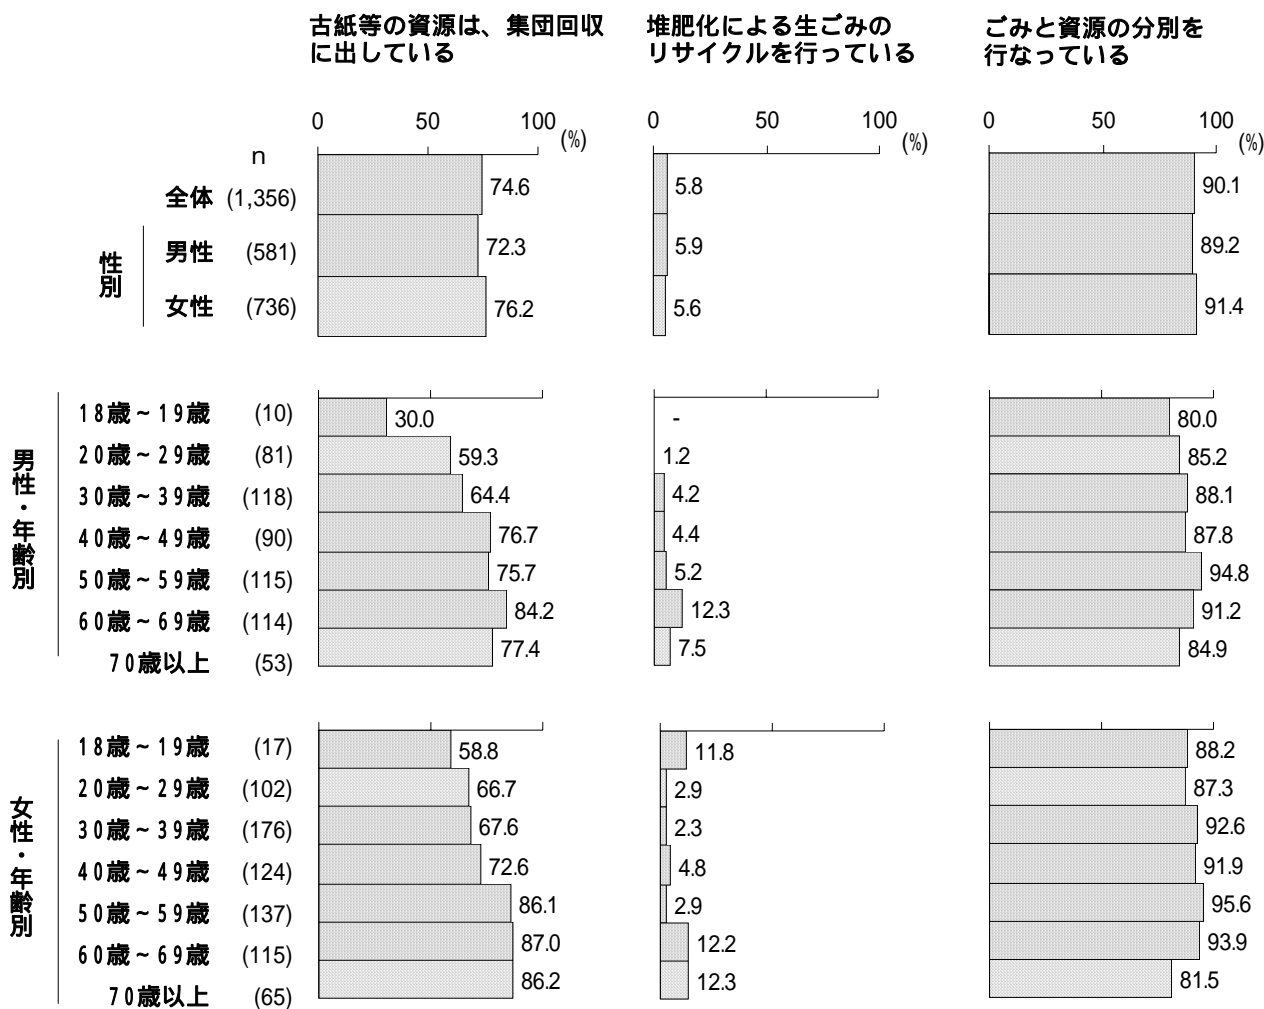 古紙等の資源は、集団回収
に出している
堆肥化による生ごみの
リサイクルを行っている
ごみと資源の分別を
行なっている
0 50 100 (%) 0 50 100 (%) 0 50 100 (%)
n
性別
全体 (1,356) 74.6 5.8 90.1
男性 (581) 72.3 5.9 89.2
女性 (736) 76.2 5.6 91.4
男性・年齢別
18歳~19歳 (10) 30.0 - 80.0
20歳~29歳 (81) 59.3 1.2 85.2
30歳~39歳 (118) 64.4 4.2 88.1
40歳~49歳 (90) 76.7 4.4 87.8
50歳~59歳 (115) 75.7 5.2 94.8
60歳~69歳 (114) 84.2 12.3 91.2
70歳以上 (53) 77.4 7.5 84.9
女性・年齢別
18歳~19歳 (17) 58.8 11.8 88.2
20歳~29歳 (102) 66.7 2.9 87.3
30歳~39歳 (176) 67.6 2.3 92.6
40歳~49歳 (124) 72.6 4.8 91.9
50歳~59歳 (137) 86.1 2.9 95.6
60歳~69歳 (115) 87.0 12.2 93.9
70歳以上 (65) 86.2 12.3 81.5